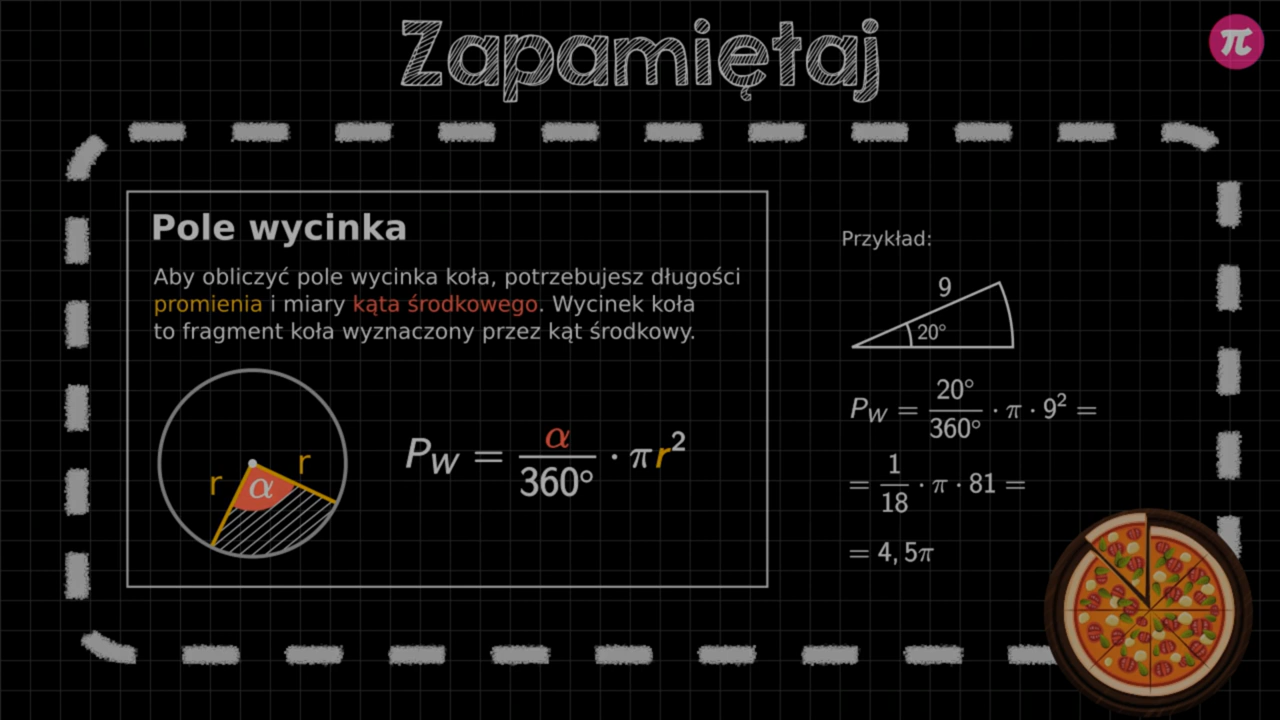 Zapamiętaj
π
Pole wycinka
Aby obliczyć pole wycinka koła, potrzebujesz długości
promienia i miary kąta środkowego. Wycinek koła
to fragment koła wyznaczony przez kąt środkowy.
r
r
α
P_W = α/360° · πr²
Przykład:
9
20°
P_W = 20°/360° · π · 9² =
= 1/18 · π · 81 =
= 4,5π